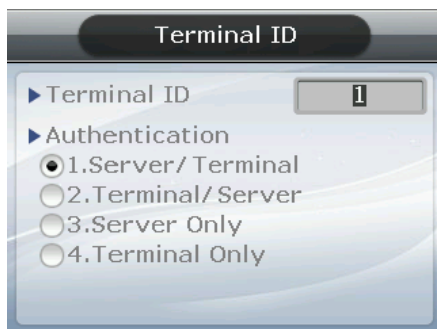 Terminal ID
Terminal ID 1
Authentication
1.Server/Terminal
2.Terminal/Server
3.Server Only
4.Terminal Only